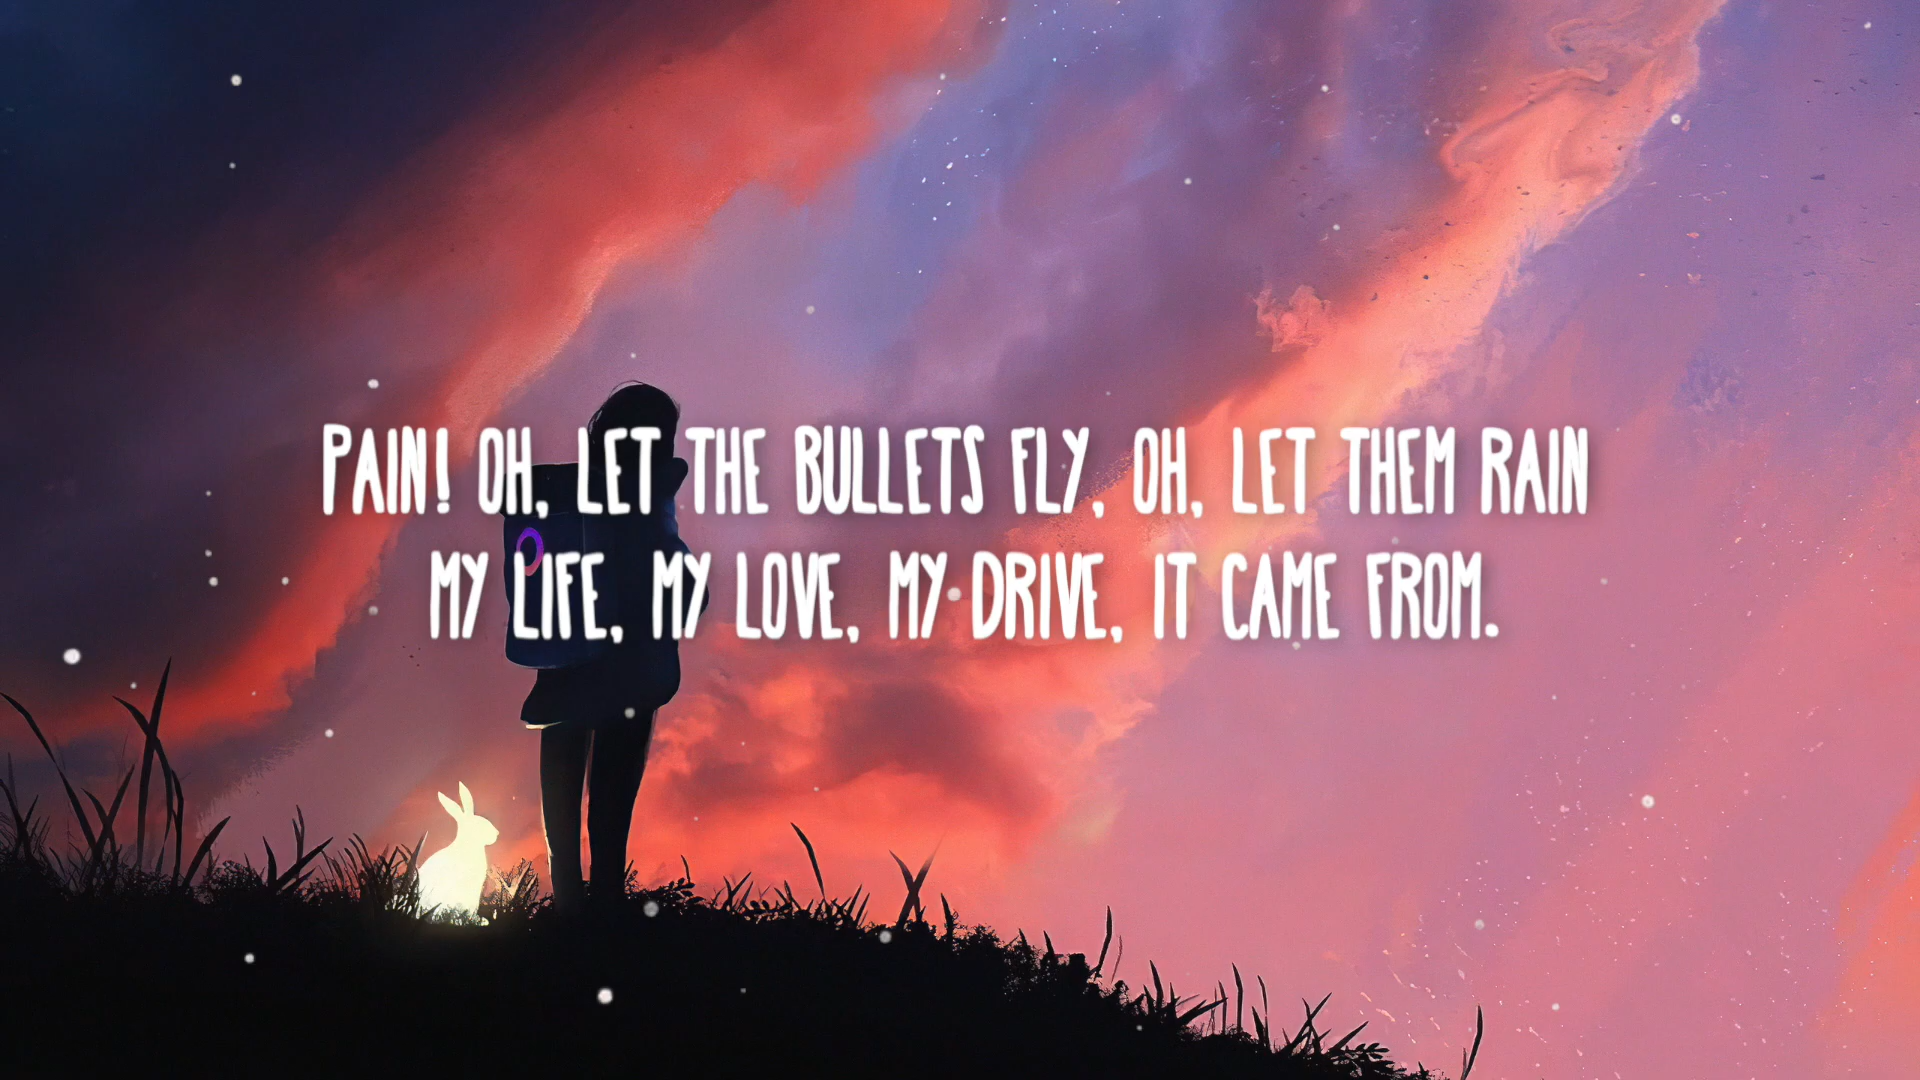 PAIN! OH, LET THE BULLETS FLY, OH, LET THEM RAIN
MY LIFE, MY LOVE, MY DRIVE, IT CAME FROM.